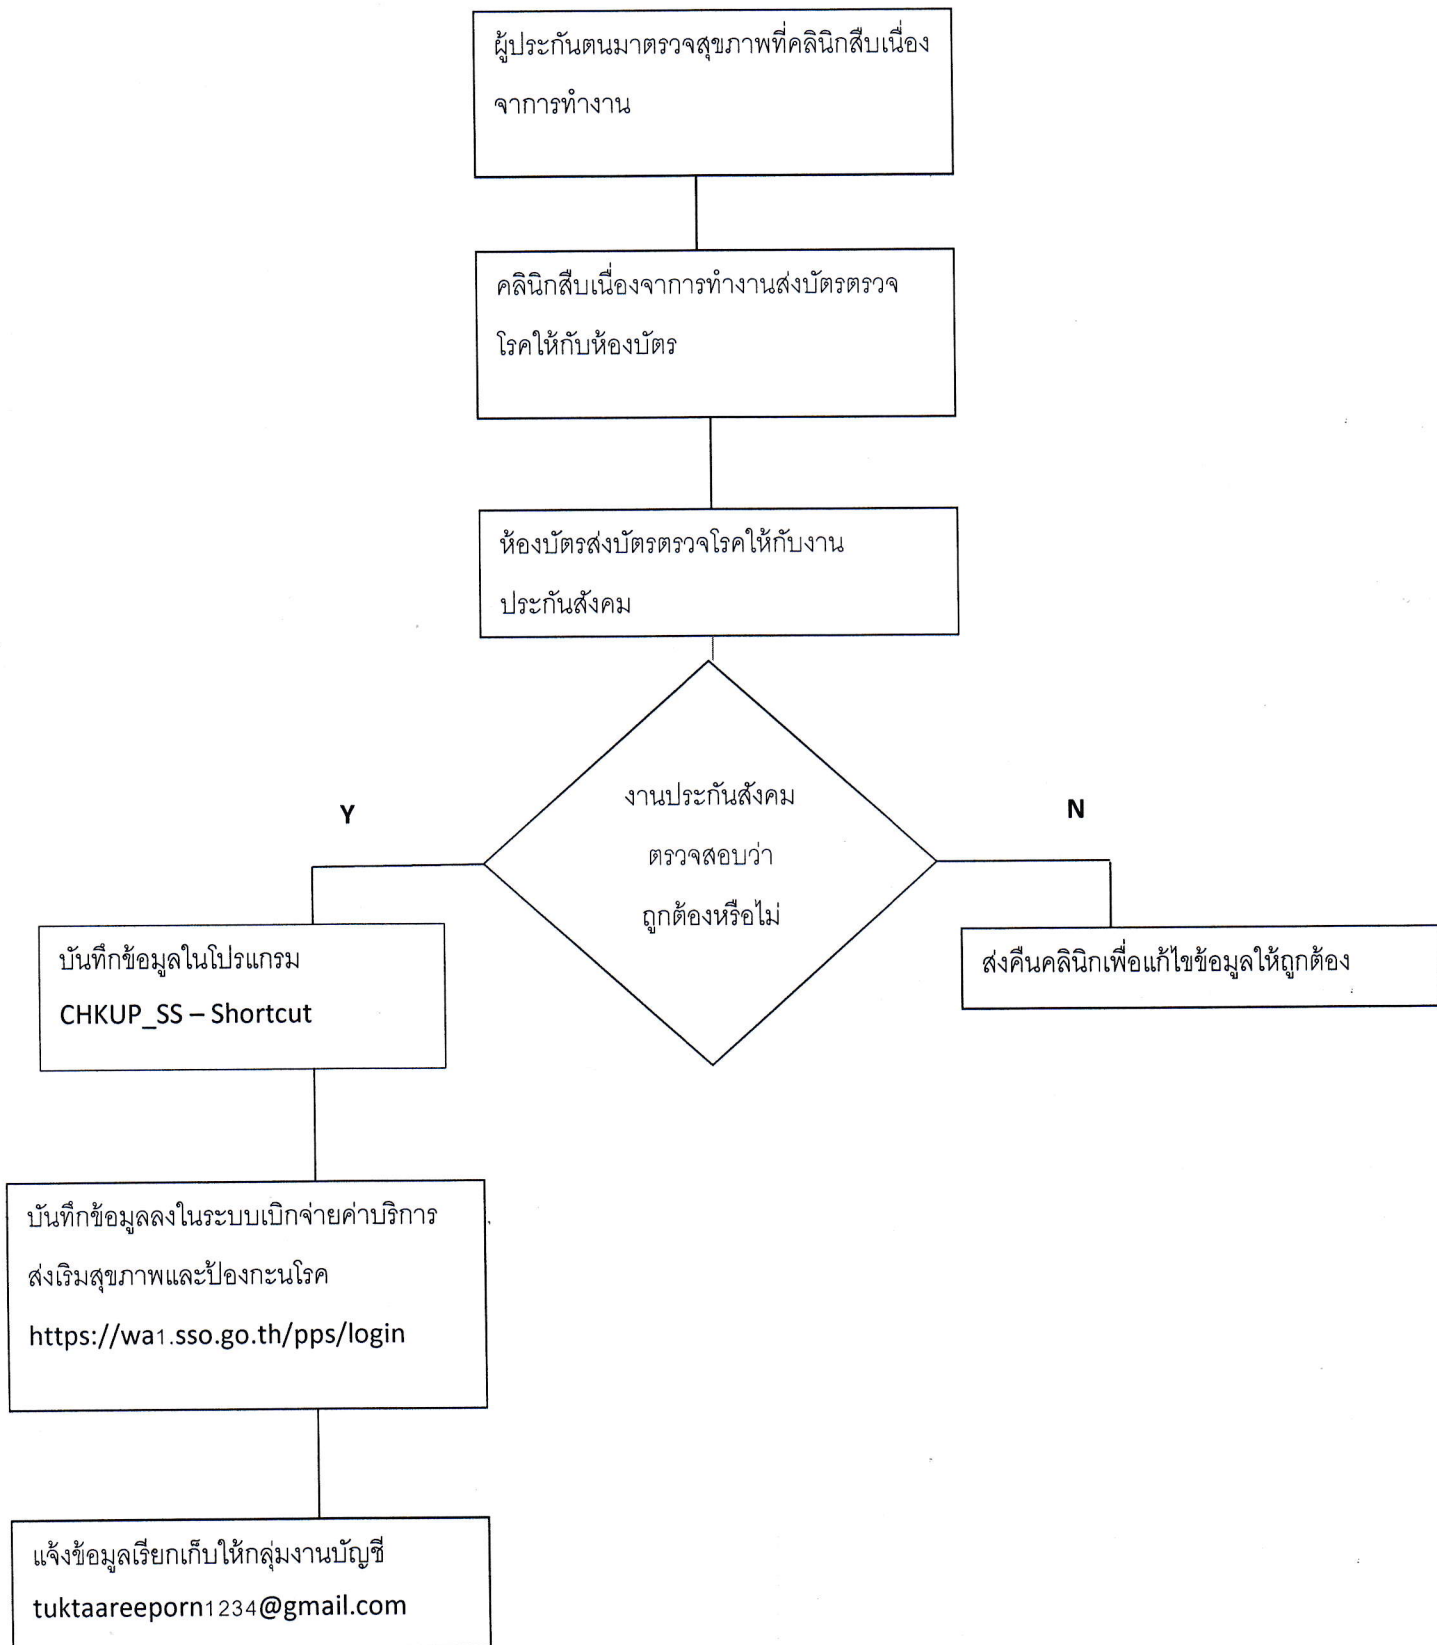 ผู้ประกันตนมาตรวจสุขภาพที่คลินิกสืบเนื่อง
จาการทำงาน
คลินิกสืบเนื่องจาการทำงานส่งบัตรตรวจ
โรคให้กับห้องบัตร
ห้องบัตรส่งบัตรตรวจโรคให้กับงาน
ประกันสังคม
งานประกันสังคม
ตรวจสอบว่า
ถูกต้องหรือไม่
Y
N
บันทึกข้อมูลในโปรแกรม
CHKUP_SS – Shortcut
ส่งคืนคลินิกเพื่อแก้ไขข้อมูลให้ถูกต้อง
บันทึกข้อมูลลงในระบบเบิกจ่ายค่าบริการ
ส่งเริมสุขภาพและป้องกะนโรค
https://wa1.sso.go.th/pps/login
แจ้งข้อมูลเรียกเก็บให้กลุ่มงานบัญชี
tuktaareeporn1234@gmail.com